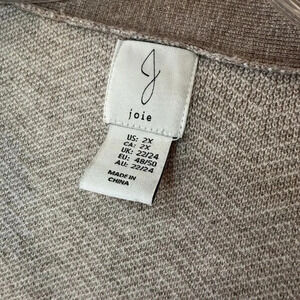 joie
US: 2X
CA: 2X
UK: 22/24
EU: 48/50
AU: 22/24
MADE IN
CHINA